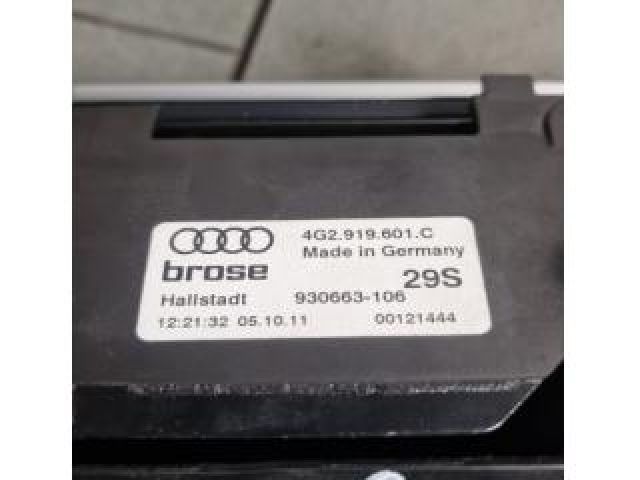 4G2.919.601.C
Made in Germany
brose
29S
Hallstadt 930663-106
12:21:32 05.10.11 00121444